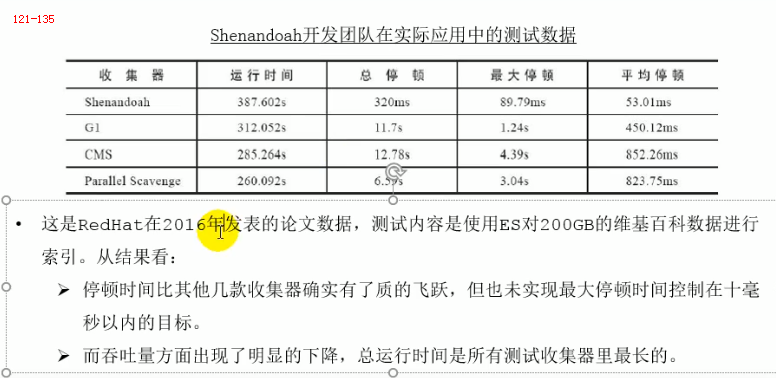 121-135
Shenandoah开发团队在实际应用中的测试数据
收集器 运行时间 总停顿 最大停顿 平均停顿
Shenandoah 387.602s 320ms 89.79ms 53.01ms
G1 312.052s 11.7s 1.24s 450.12ms
CMS 285.264s 12.78s 4.39s 852.26ms
Parallel Scavenge 260.092s 6.59s 3.04s 823.75ms
• 这是RedHat在2016年发表的论文数据，测试内容是使用ES对200GB的维基百科数据进行
索引。从结果看：
➢ 停顿时间比其他几款收集器确实有了质的飞跃，但也未实现最大停顿时间控制在十毫
秒以内的目标。
➢ 而吞吐量方面出现了明显的下降，总运行时间是所有测试收集器里最长的。